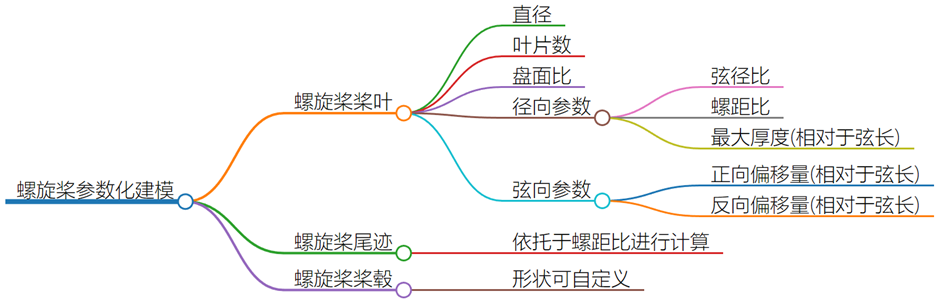 直径
叶片数
盘面比
螺旋桨桨叶
径向参数
弦径比
螺距比
最大厚度(相对于弦长)
弦向参数
正向偏移量(相对于弦长)
反向偏移量(相对于弦长)
螺旋桨参数化建模
螺旋桨尾迹
依托于螺距比进行计算
螺旋桨桨毂
形状可自定义